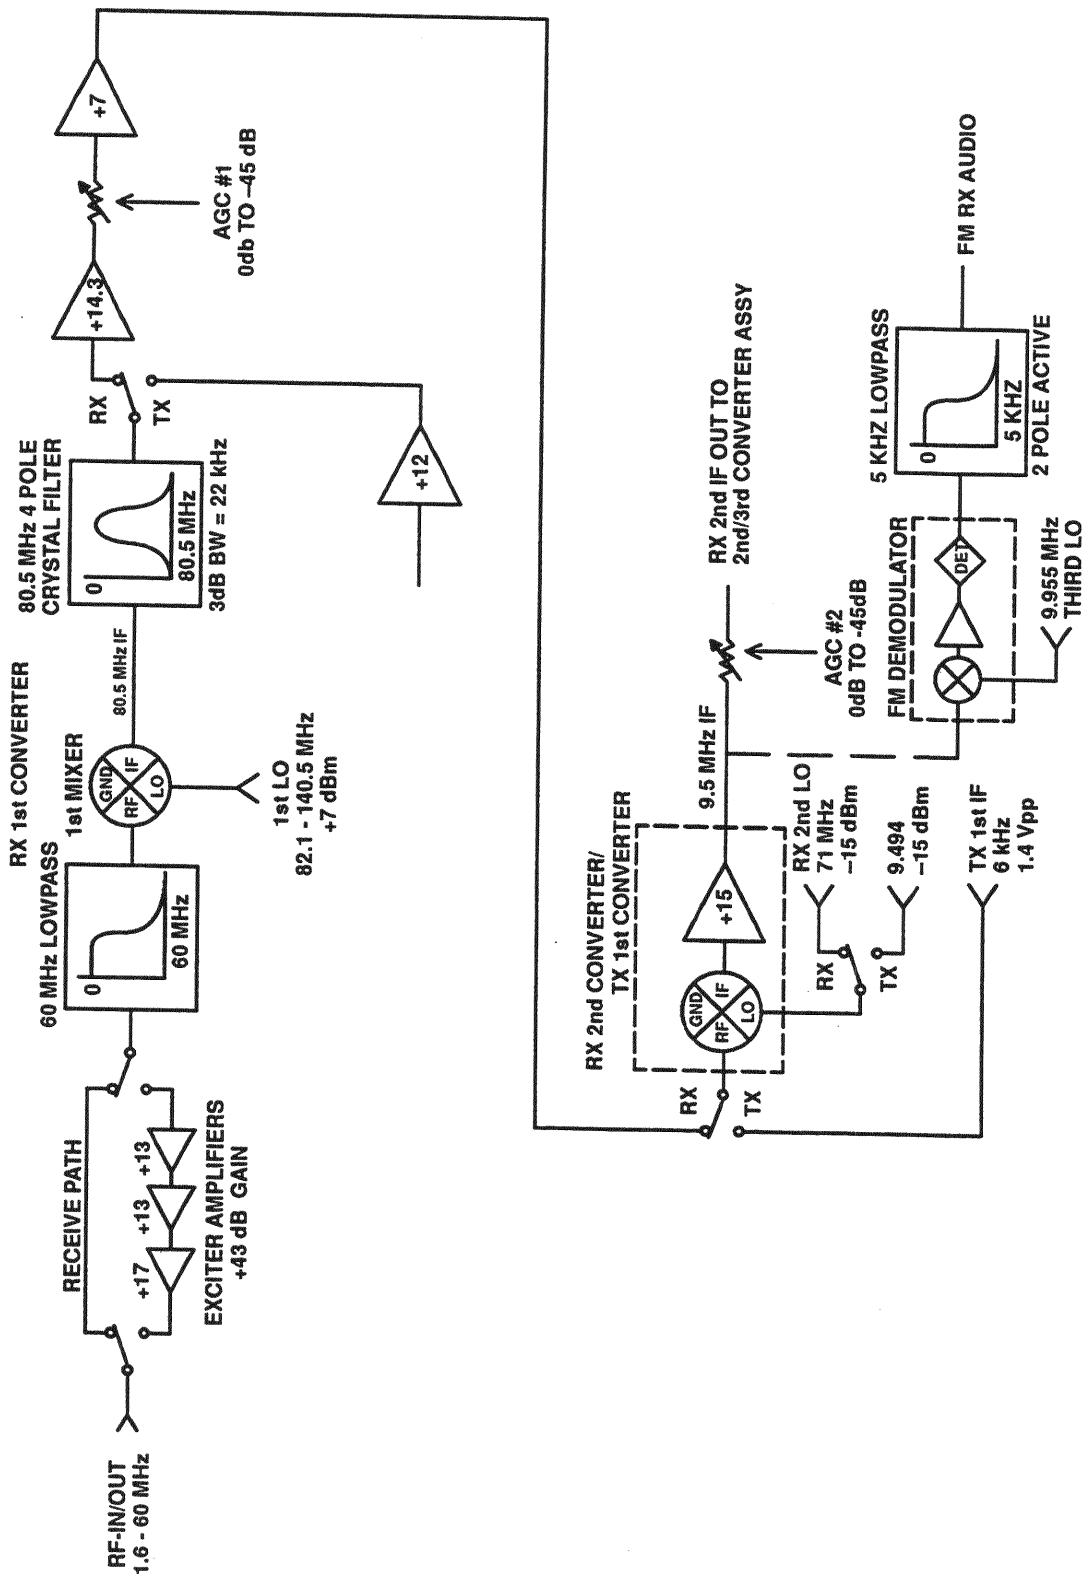 RF-IN/OUT
1.6 - 60 MHz
RECEIVE PATH
+17
+13
+13
EXCITER AMPLIFIERS
+43 dB GAIN
60 MHz LOWPASS
0
60 MHz
RX 1st CONVERTER
1st MIXER
GND
RF
IF
LO
1st LO
82.1 - 140.5 MHz
+7 dBm
80.5 MHz IF
80.5 MHz 4 POLE
CRYSTAL FILTER
0
80.5 MHz
3dB BW = 22 kHz
RX
TX
+12
+14.3
AGC #1
0db TO –45 dB
+7
RX
TX
RX 2nd CONVERTER/
TX 1st CONVERTER
GND
RF
IF
LO
+15
RX
TX
RX 2nd LO
71 MHz
–15 dBm
9.494
–15 dBm
TX 1st IF
6 kHz
1.4 Vpp
9.5 MHz IF
AGC #2
0dB TO -45dB
RX 2nd IF OUT TO
2nd/3rd CONVERTER ASSY
FM DEMODULATOR
DET
9.955 MHz
THIRD LO
5 KHZ LOWPASS
0
5 KHZ
2 POLE ACTIVE
FM RX AUDIO